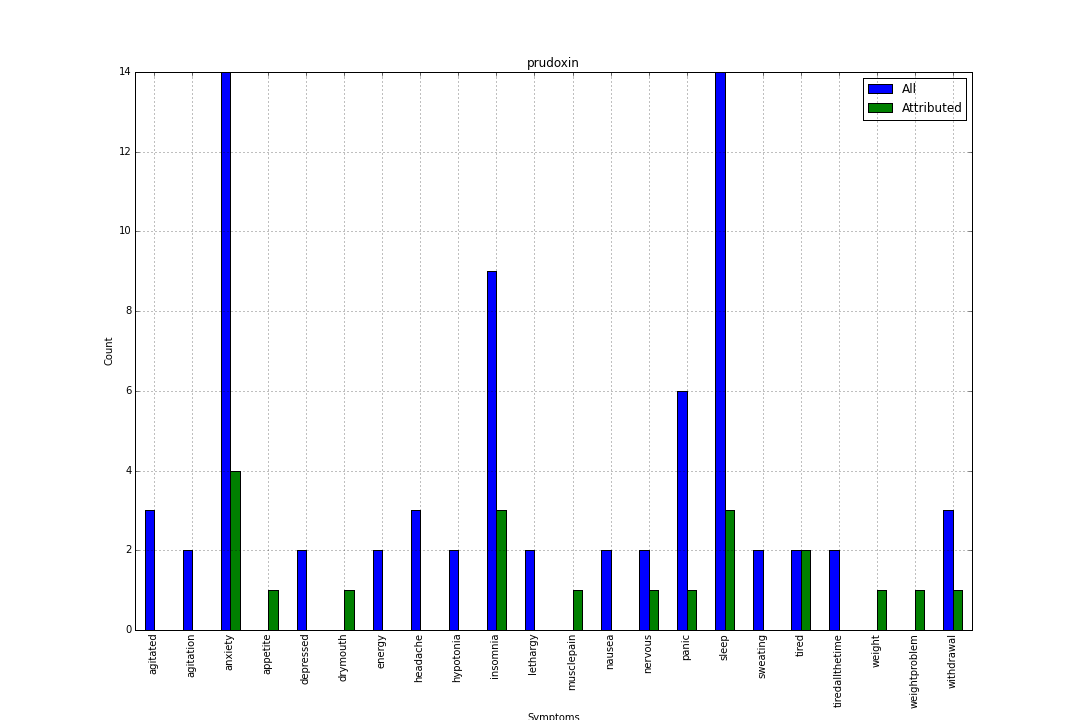 prudoxin
All
Attributed
14
12
10
8
6
4
2
0
Count
agitated
agitation
anxiety
appetite
depressed
drymouth
energy
headache
hypotonia
insomnia
lethargy
musclepain
nausea
nervous
panic
sleep
sweating
tired
tiredallthetime
weight
weightproblem
withdrawal
Symptoms